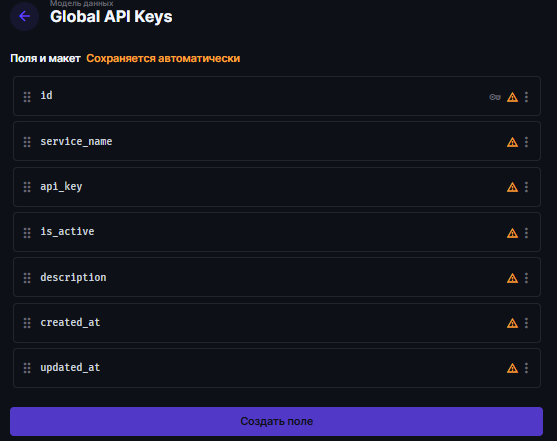 Модель данных
Global API Keys
Поля и макет Сохраняется автоматически
id
service_name
api_key
is_active
description
created_at
updated_at
Создать поле